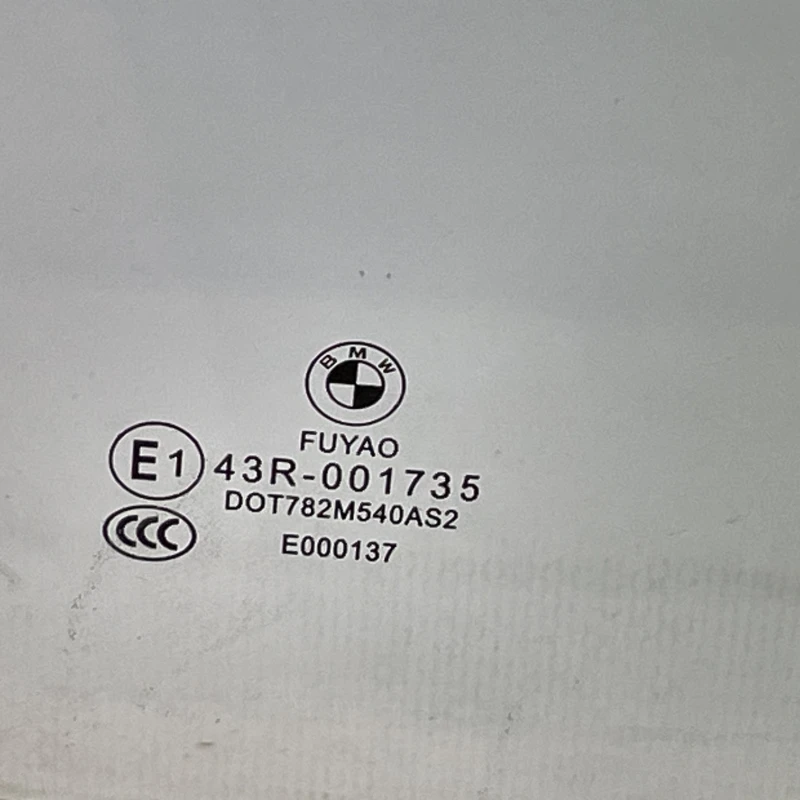 BMW
FUYAO
E1 43R-001735
DOT782M540AS2
CCC
E000137